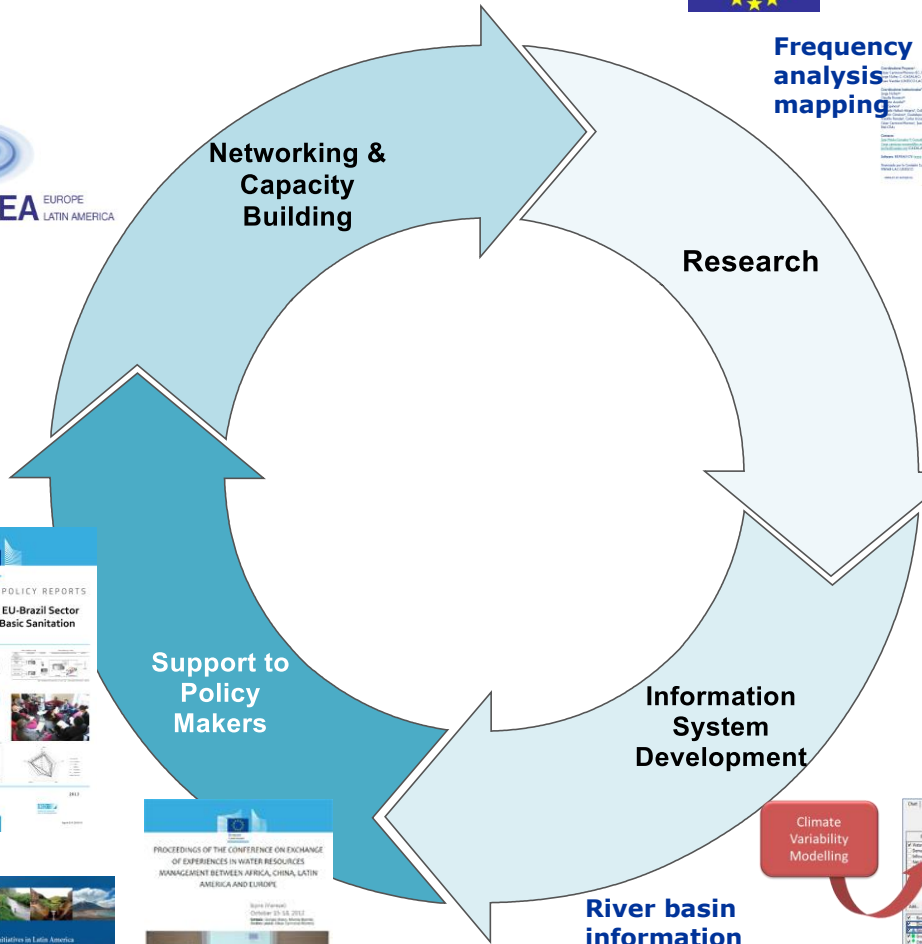 Frequency
analysis
mapping
Networking &
Capacity
Building
EA EUROPE
LATIN AMERICA
Research
POLICY REPORTS
EU-Brazil Sector
Basic Sanitation
2012
Support to
Policy
Makers
Information
System
Development
PROCEEDINGS OF THE CONFERENCE ON EXCHANGE
OF EXPERIENCES IN WATER RESOURCES
MANAGEMENT BETWEEN AFRICA, CHINA, LATIN
AMERICA AND EUROPE
Climate
Variability
Modelling
River basin
information
in Latin America